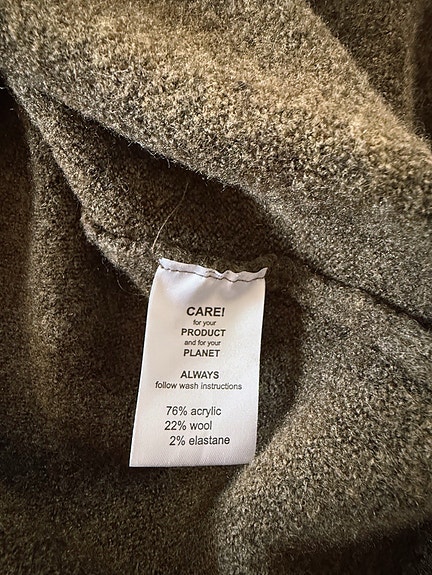 CARE!
for your
PRODUCT
and for your
PLANET
ALWAYS
follow wash instructions
76% acrylic
22% wool
2% elastane